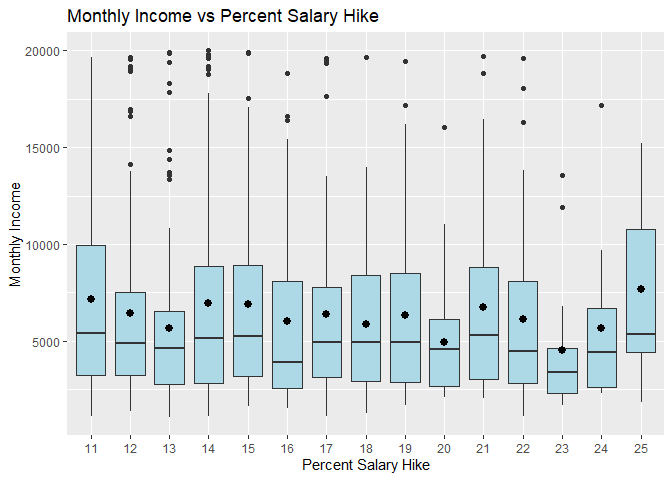 Monthly Income vs Percent Salary Hike
Monthly Income
20000
15000
10000
5000
11 12 13 14 15 16 17 18 19 20 21 22 23 24 25
Percent Salary Hike